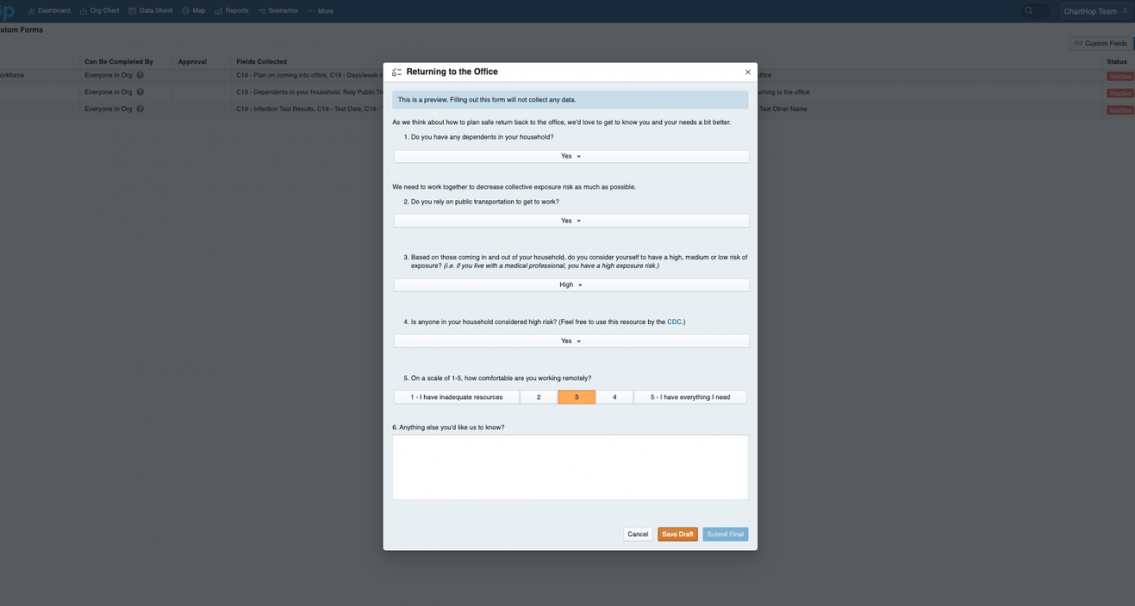 Dashboard Org Chart Data Sheet Map Reports Scenarios ··· More ChartHop Team
stom Forms
Custom Fields
Can Be Completed By Approval Fields Collected Status
orkforce Everyone in Org C19 - Plan on coming into office, C19 - Days/week ffice Inactive
Everyone in Org C19 - Dependents in your household, Rely Public urning to the office Inactive
Everyone in Org C19 - Infection Test Results, C19 - Test Data, C19 - Test Other Name Inactive
Returning to the Office ×
This is a preview. Filling out this form will not collect any data.
As we think about how to plan safe return back to the office, we'd love to get to know you and your needs a bit better.
1. Do you have any dependents in your household?
Yes
We need to work together to decrease collective exposure risk as much as possible.
2. Do you rely on public transportation to get to work?
Yes
3. Based on those coming in and out of your household, do you consider yourself to have a high, medium or low risk of
exposure? (i.e. if you live with a medical professional, you have a high exposure risk.)
High
4. Is anyone in your household considered high risk? (Feel free to use this resource by the CDC.)
Yes
5. On a scale of 1-5, how comfortable are you working remotely?
1 - I have inadequate resources 2 3 4 5 - I have everything I need
6. Anything else you'd like us to know?
Cancel Save Draft Submit Final